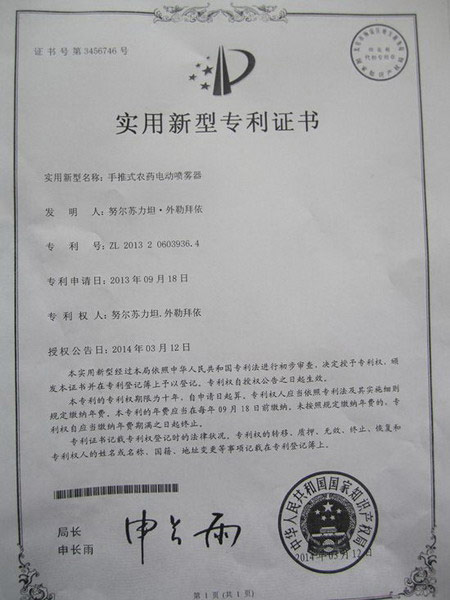 证书号第3456746号
实用新型专利证书
实用新型名称：手推式农药电动喷雾器
发明人：努尔苏力坦·外勒拜依
专利号：ZL 2013 2 0603936.4
专利申请日：2013年09月18日
专利权人：努尔苏力坦.外勒拜依
授权公告日：2014年03月12日
本实用新型经过本局依照中华人民共和国专利法进行初步审查，决定授予专利权，颁
发本证书并在专利登记簿上予以登记。专利权自授权公告之日起生效。
本专利的专利权期限为十年，自申请日起算。专利权人应当依照专利法及其实施细则
规定缴纳年费。本专利的年费应当在每年09月18日前缴纳。未按照规定缴纳年费的，专
利权自应当缴纳年费期满之日起终止。
专利证书记载专利权登记时的法律状况。专利权的转移、质押、无效、终止、恢复和
专利权人的姓名或名称、国籍、地址变更等事项记载在专利登记簿上。
局长
申长雨
申长雨
中华人民共和国国家知识产权局
2014年03月12日
第1页（共1页）